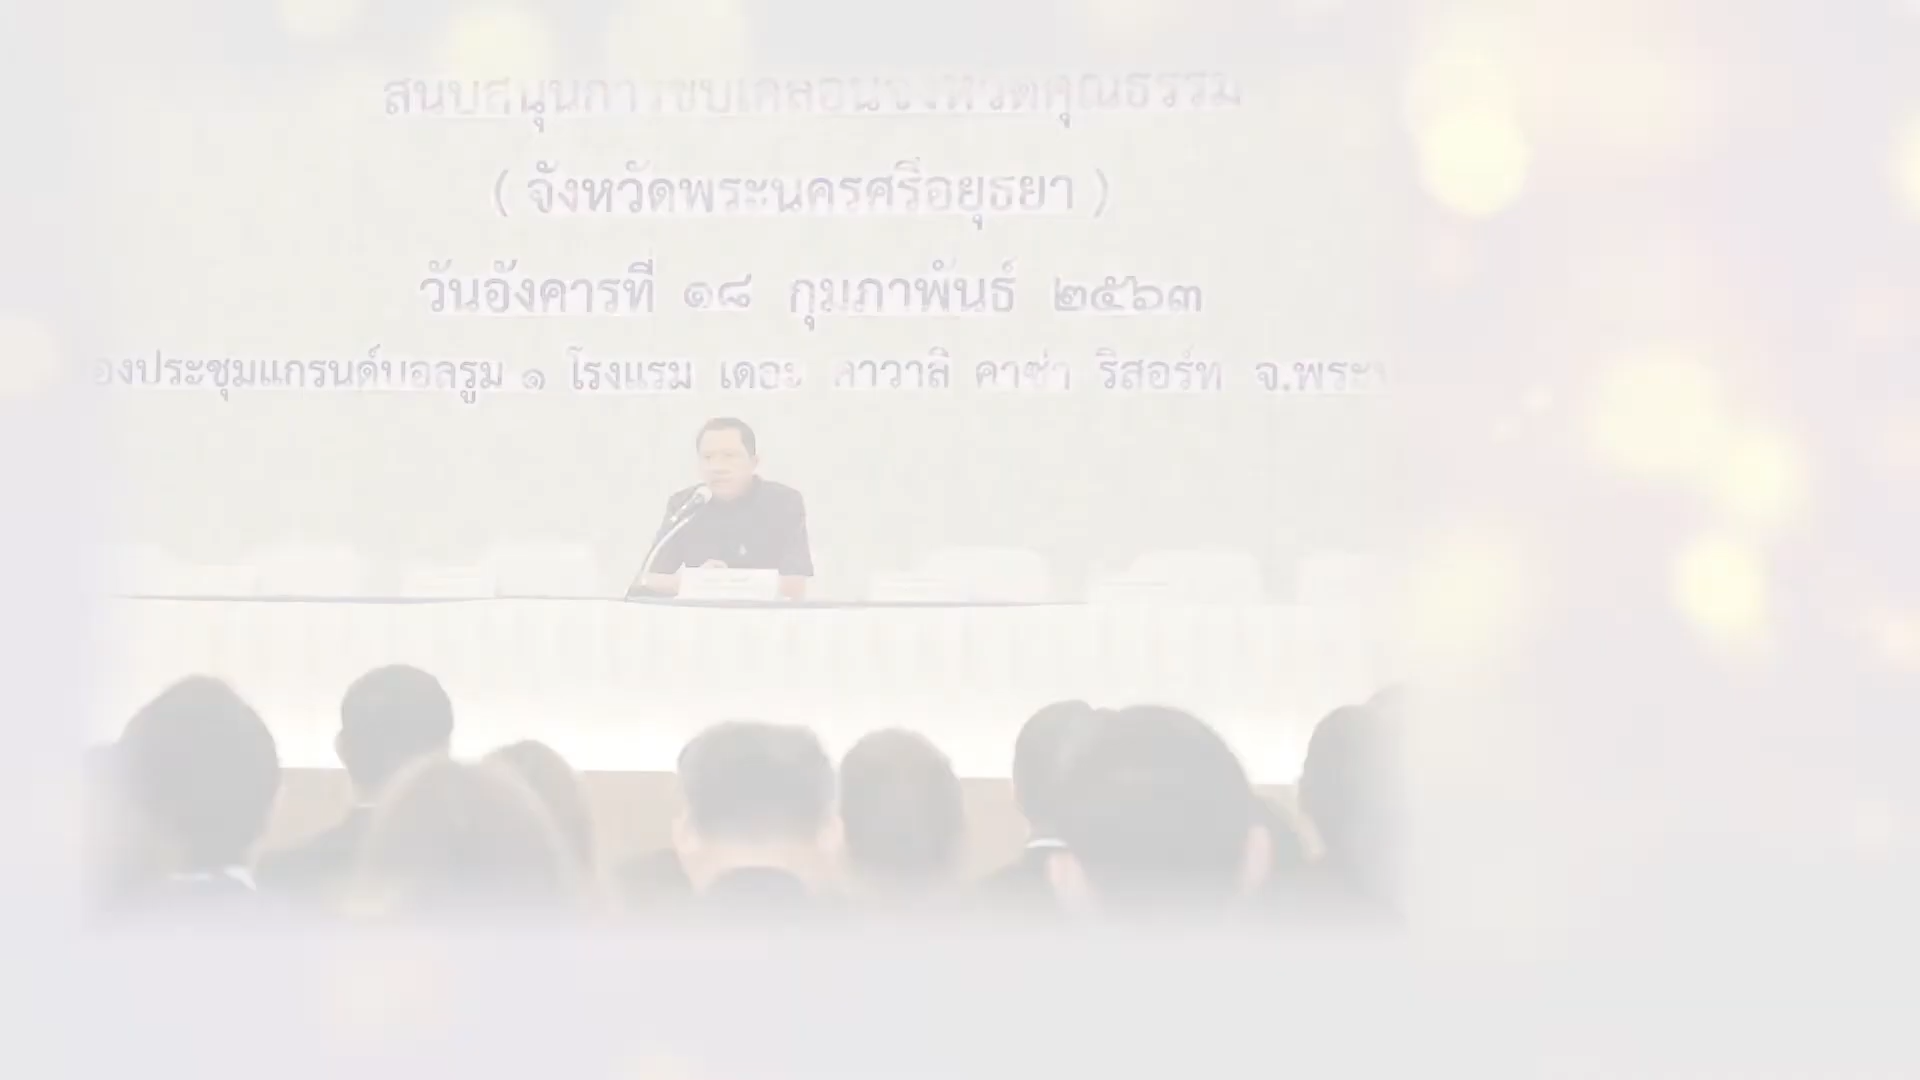 สนับสนุนการขับเคลื่อนจังหวัดคุณธรรม
( จังหวัดพระนครศรีอยุธยา )
วันอังคารที่ ๑๘ กุมภาพันธ์ ๒๕๖๓
องประชุมแกรนด์บอลรูม ๑ โรงแรม เดอะ คาวาลิ คาซ่า รีสอร์ท จ.พระ